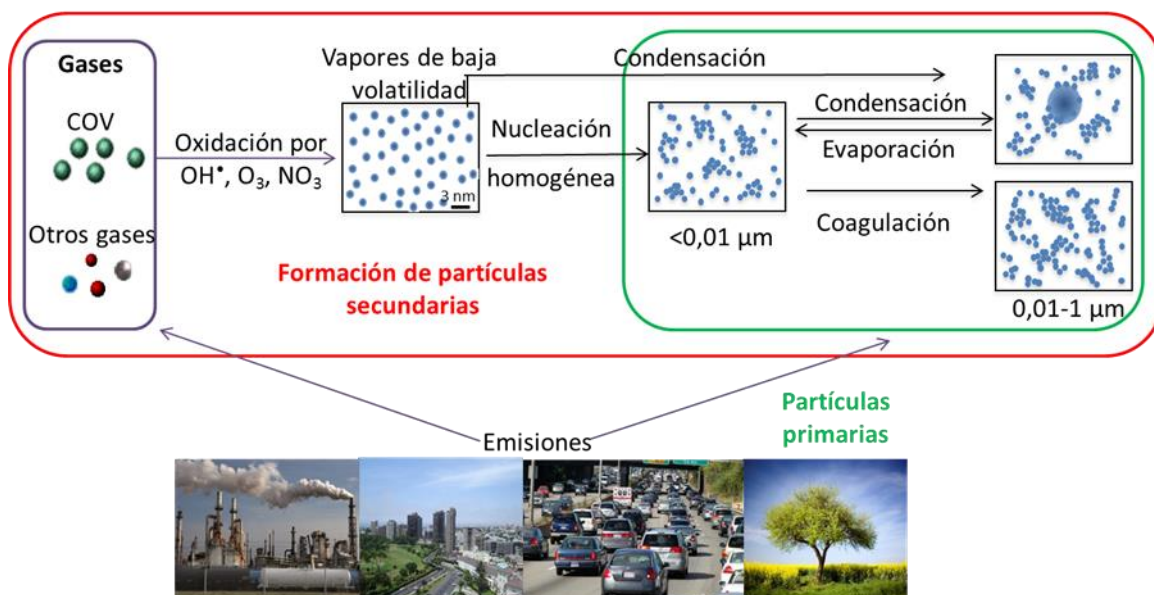 Gases
COV
Otros gases
Oxidación por
OH•, O₃, NO₃
Vapores de baja
volatilidad
3 nm
Nucleación
homogénea
Condensación
<0,01 µm
Condensación
Evaporación
Coagulación
0,01-1 µm
Formación de partículas
secundarias
Partículas
primarias
Emisiones